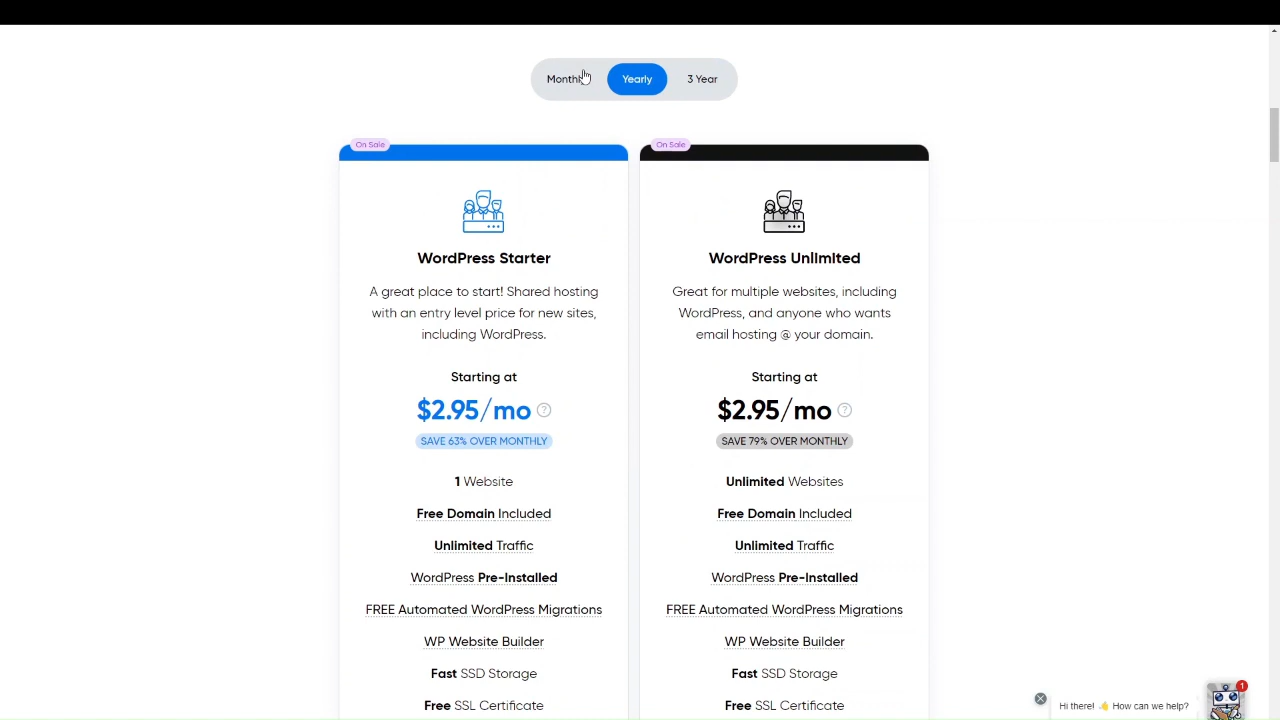 Monthly
Yearly
3 Year
On Sale
WordPress Starter
A great place to start! Shared hosting
with an entry level price for new sites,
including WordPress.
Starting at
$2.95/mo ?
SAVE 63% OVER MONTHLY
1 Website
Free Domain Included
Unlimited Traffic
WordPress Pre-Installed
FREE Automated WordPress Migrations
WP Website Builder
Fast SSD Storage
Free SSL Certificate
On Sale
WordPress Unlimited
Great for multiple websites, including
WordPress, and anyone who wants
email hosting @ your domain.
Starting at
$2.95/mo ?
SAVE 79% OVER MONTHLY
Unlimited Websites
Free Domain Included
Unlimited Traffic
WordPress Pre-Installed
FREE Automated WordPress Migrations
WP Website Builder
Fast SSD Storage
Free SSL Certificate
Hi there! 👋 How can we help?
1